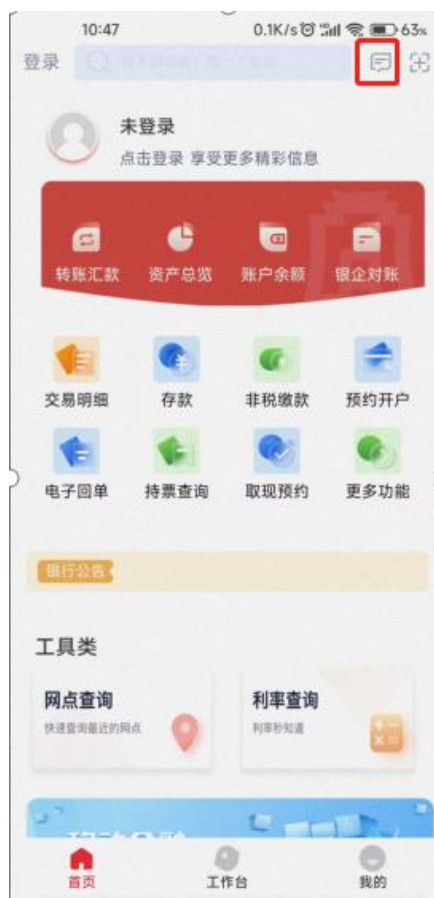 10:47 0.1K/s 63%
登录
未登录
点击登录 享受更多精彩信息
转账汇款 资产总览 账户余额 银企对账
交易明细 存款 非税缴款 预约开户
电子回单 持票查询 取现预约 更多功能
银行公告
工具类
网点查询 利率查询
快速查询最近的网点 利率秒知道
首页 工作台 我的